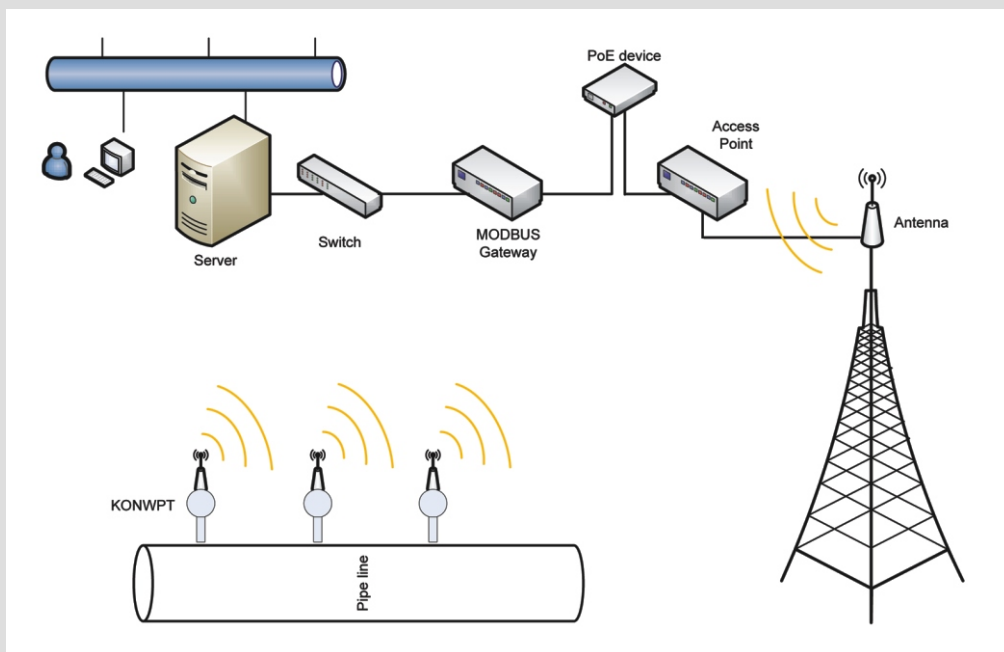 PoE device
Access
Point
Antenna
Server
Switch
MODBUS
Gateway
KONWPT
Pipe line